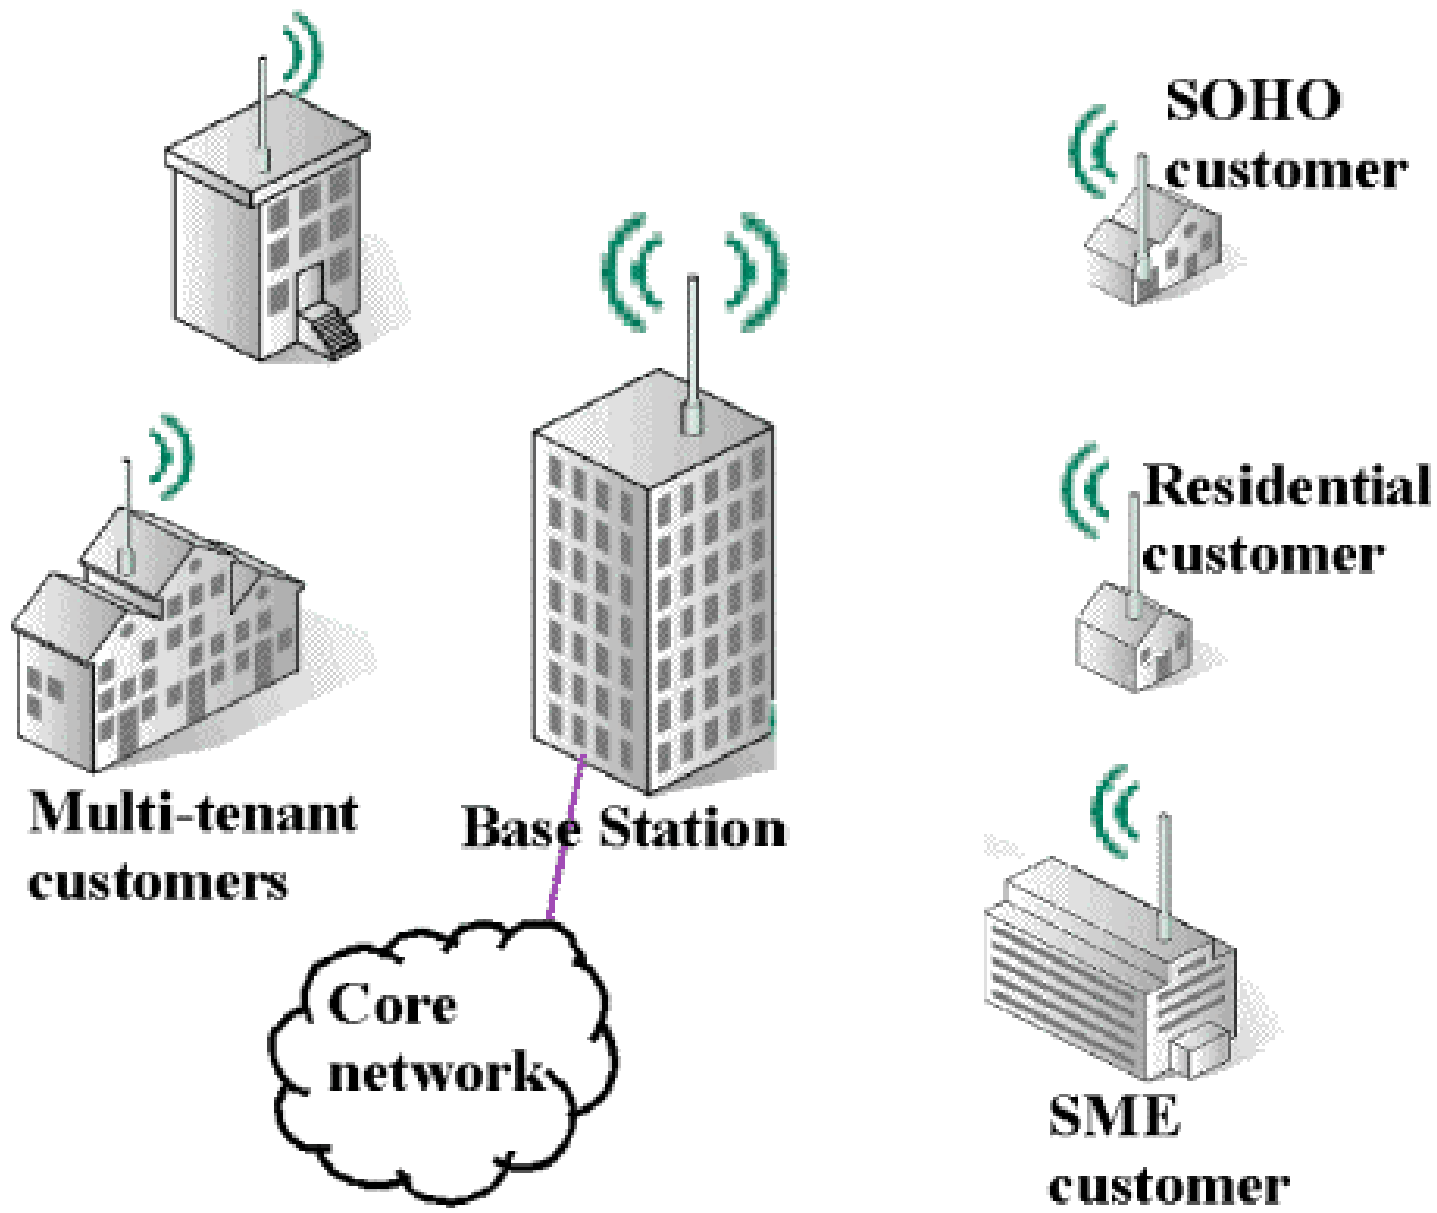 SOHO
customer
Residential
customer
Multi-tenant
customers
Base Station
Core
network
SME
customer